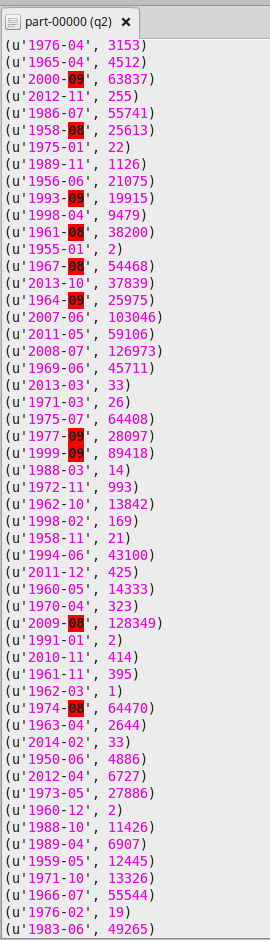 part-00000 (q2) ×
(u'1976-04', 3153)
(u'1965-04', 4512)
(u'2000-09', 63837)
(u'2012-11', 255)
(u'1986-07', 55741)
(u'1958-08', 25613)
(u'1975-01', 22)
(u'1989-11', 1126)
(u'1956-06', 21075)
(u'1993-09', 19915)
(u'1998-04', 9479)
(u'1961-08', 38200)
(u'1955-01', 2)
(u'1967-08', 54468)
(u'2013-10', 37839)
(u'1964-09', 25975)
(u'2007-06', 103046)
(u'2011-05', 59106)
(u'2008-07', 126973)
(u'1969-06', 45711)
(u'2013-03', 33)
(u'1971-03', 26)
(u'1975-07', 64408)
(u'1977-09', 28097)
(u'1999-09', 89418)
(u'1988-03', 14)
(u'1972-11', 993)
(u'1962-10', 13842)
(u'1998-02', 169)
(u'1958-11', 21)
(u'1994-06', 43100)
(u'2011-12', 425)
(u'1960-05', 14333)
(u'1970-04', 323)
(u'2009-08', 128349)
(u'1991-01', 2)
(u'2010-11', 414)
(u'1961-11', 395)
(u'1962-03', 1)
(u'1974-08', 64470)
(u'1963-04', 2644)
(u'2014-02', 33)
(u'1950-06', 4886)
(u'2012-04', 6727)
(u'1973-05', 27886)
(u'1960-12', 2)
(u'1988-10', 11426)
(u'1989-04', 6907)
(u'1959-05', 12445)
(u'1971-10', 13326)
(u'1966-07', 55544)
(u'1976-02', 19)
(u'1983-06', 49265)